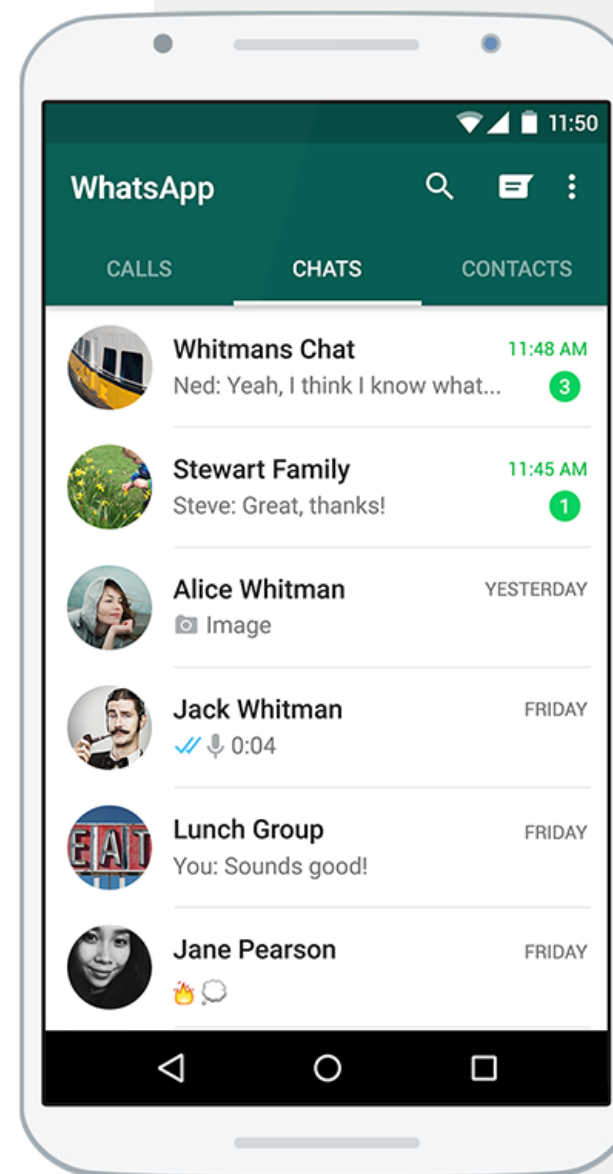 11:50
WhatsApp
CALLS CHATS CONTACTS
Whitmans Chat 11:48 AM
Ned: Yeah, I think I know what... 3
Stewart Family 11:45 AM
Steve: Great, thanks! 1
Alice Whitman YESTERDAY
Image
Jack Whitman FRIDAY
0:04
EAT
Lunch Group FRIDAY
You: Sounds good!
Jane Pearson FRIDAY
🔥💭